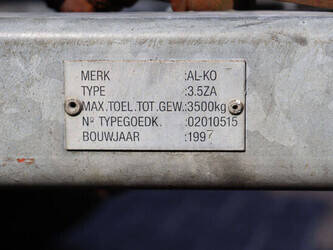 MERK :AL-KO
TYPE :3.5ZA
MAX.TOEL.TOT.GEW.:3500kg
Nº TYPEGOEDK. :02010515
BOUWJAAR :1997